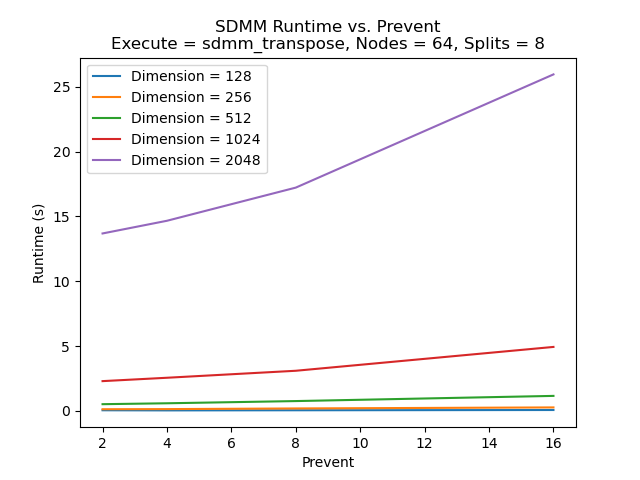 SDMM Runtime vs. Prevent
Execute = sdmm_transpose, Nodes = 64, Splits = 8
Dimension = 128
Dimension = 256
Dimension = 512
Dimension = 1024
Dimension = 2048
Runtime (s)
25
20
15
10
5
0
2 4 6 8 10 12 14 16
Prevent